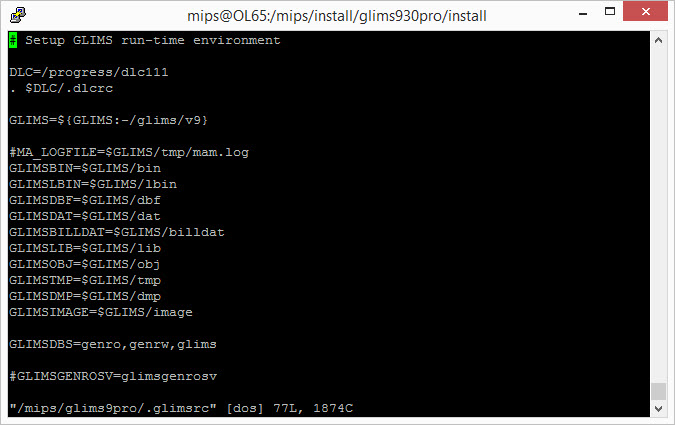 mips@OL65:/mips/install/glims930pro/install
# Setup GLIMS run-time environment
DLC=/progress/dlc111
. $DLC/.dlcrc
GLIMS=${GLIMS:-/glims/v9}
#MA_LOGFILE=$GLIMS/tmp/mam.log
GLIMSBIN=$GLIMS/bin
GLIMSLBIN=$GLIMS/lbin
GLIMSDBF=$GLIMS/dbf
GLIMSDAT=$GLIMS/dat
GLIMSBILLDAT=$GLIMS/billdat
GLIMSLIB=$GLIMS/lib
GLIMSOBJ=$GLIMS/obj
GLIMSTMP=$GLIMS/tmp
GLIMSDMP=$GLIMS/dmp
GLIMSIMAGE=$GLIMS/image
GLIMSDBS=genro,genrw,glims
#GLIMSGENROSV=glimsgenrosv
"/mips/glims9pro/.glimsrc" [dos] 77L, 1874C